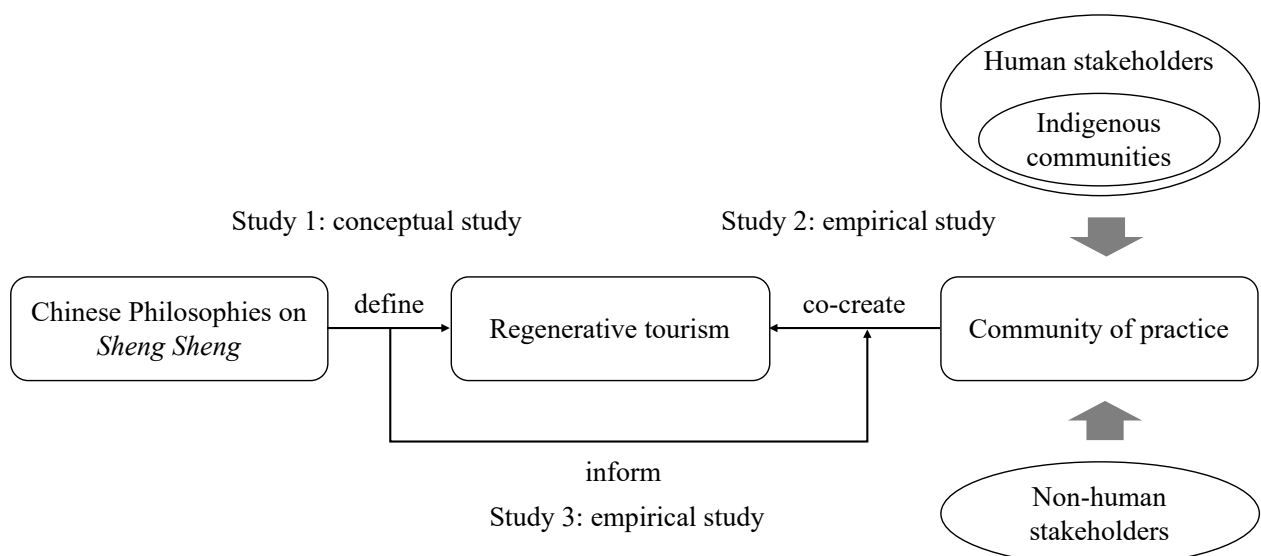 Human stakeholders
Indigenous
communities
Study 1: conceptual study
Study 2: empirical study
Chinese Philosophies on
Sheng Sheng
define
Regenerative tourism
co-create
Community of practice
inform
Study 3: empirical study
Non-human
stakeholders